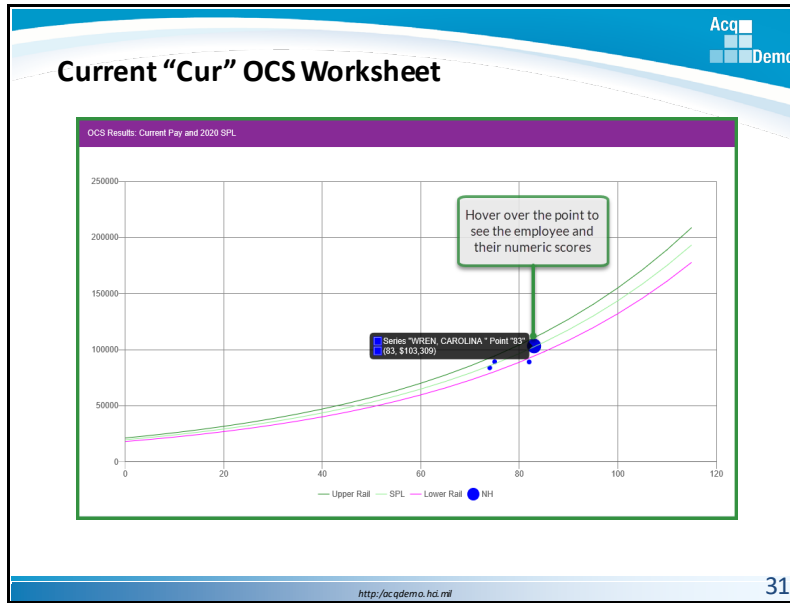 Acq
Demo
Current “Cur” OCS Worksheet
OCS Results: Current Pay and 2020 SPL
250000
200000
150000
100000
50000
0
Hover over the point to
see the employee and
their numeric scores
Series "WREN, CAROLINA " Point "83"
(83, $103,309)
0 20 40 60 80 100 120
Upper Rail SPL Lower Rail NH
http:/acqdemo.hci.mil
31